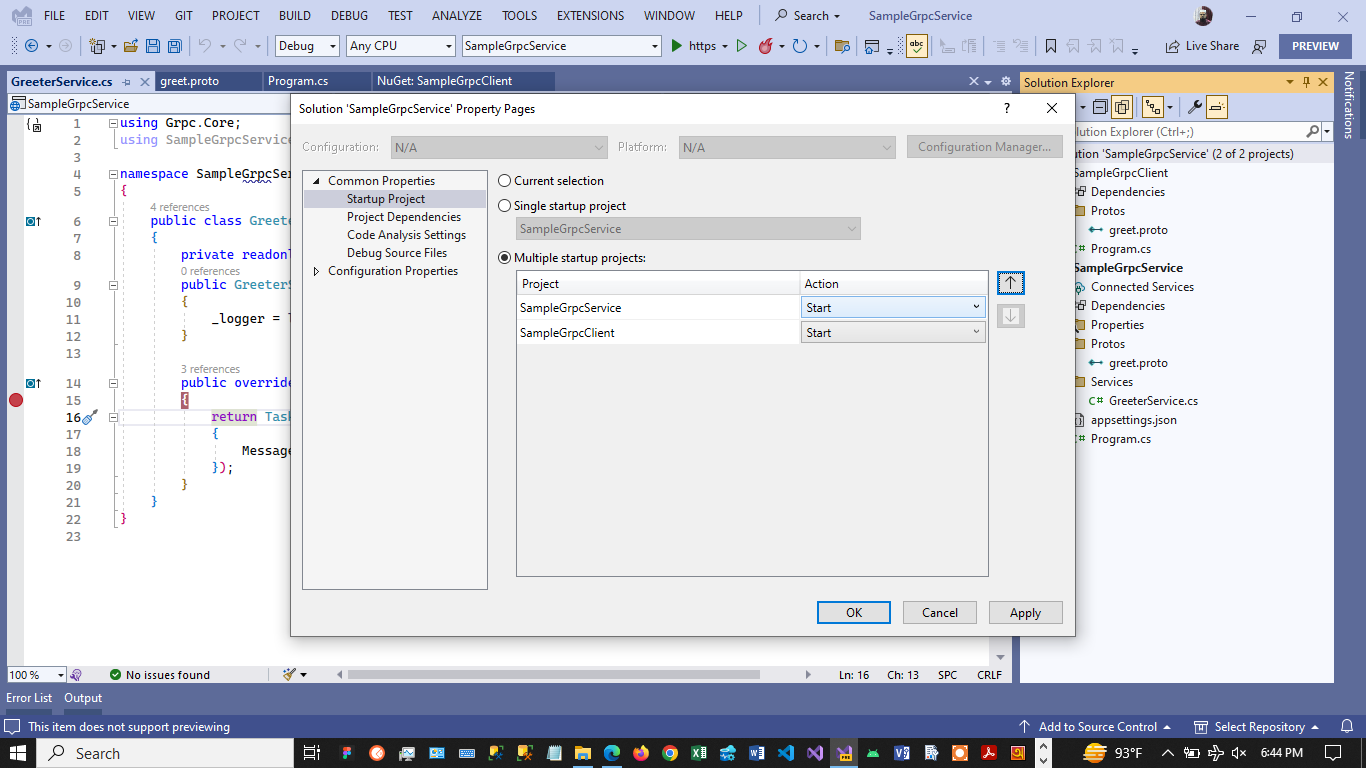 FILE EDIT VIEW GIT PROJECT BUILD DEBUG TEST ANALYZE TOOLS EXTENSIONS WINDOW HELP Search SampleGrpcService
Debug Any CPU SampleGrpcService https abc Live Share PREVIEW
GreeterService.cs greet.proto Program.cs NuGet: SampleGrpcClient
SampleGrpcService
1 using Grpc.Core;
2 using SampleGrpcService
3
4 namespace SampleGrpcSer
5 {
4 references
6 public class Greete
7 {
8 private readonl
0 references
9 public GreeterS
10 {
11 _logger = l
12 }
13
3 references
14 public override
15 {
16 return Task
17 {
18 Message
19 });
20 }
21 }
22 }
23
100 % No issues found Ln: 16 Ch: 13 SPC CRLF
Solution 'SampleGrpcService' Property Pages ?
Configuration: N/A Platform: N/A Configuration Manager...
Common Properties
Startup Project
Project Dependencies
Code Analysis Settings
Debug Source Files
Configuration Properties
Current selection
Single startup project
SampleGrpcService
Multiple startup projects:
Project Action
SampleGrpcService Start
SampleGrpcClient Start
OK Cancel Apply
Solution Explorer
lution Explorer (Ctrl+;)
ution 'SampleGrpcService' (2 of 2 projects)
SampleGrpcClient
Dependencies
Protos
greet.proto
Program.cs
SampleGrpcService
Connected Services
Dependencies
Properties
Protos
greet.proto
Services
C# GreeterService.cs
appsettings.json
Program.cs
Notifications
Error List Output
This item does not support previewing Add to Source Control Select Repository
Search 93°F 6:44 PM